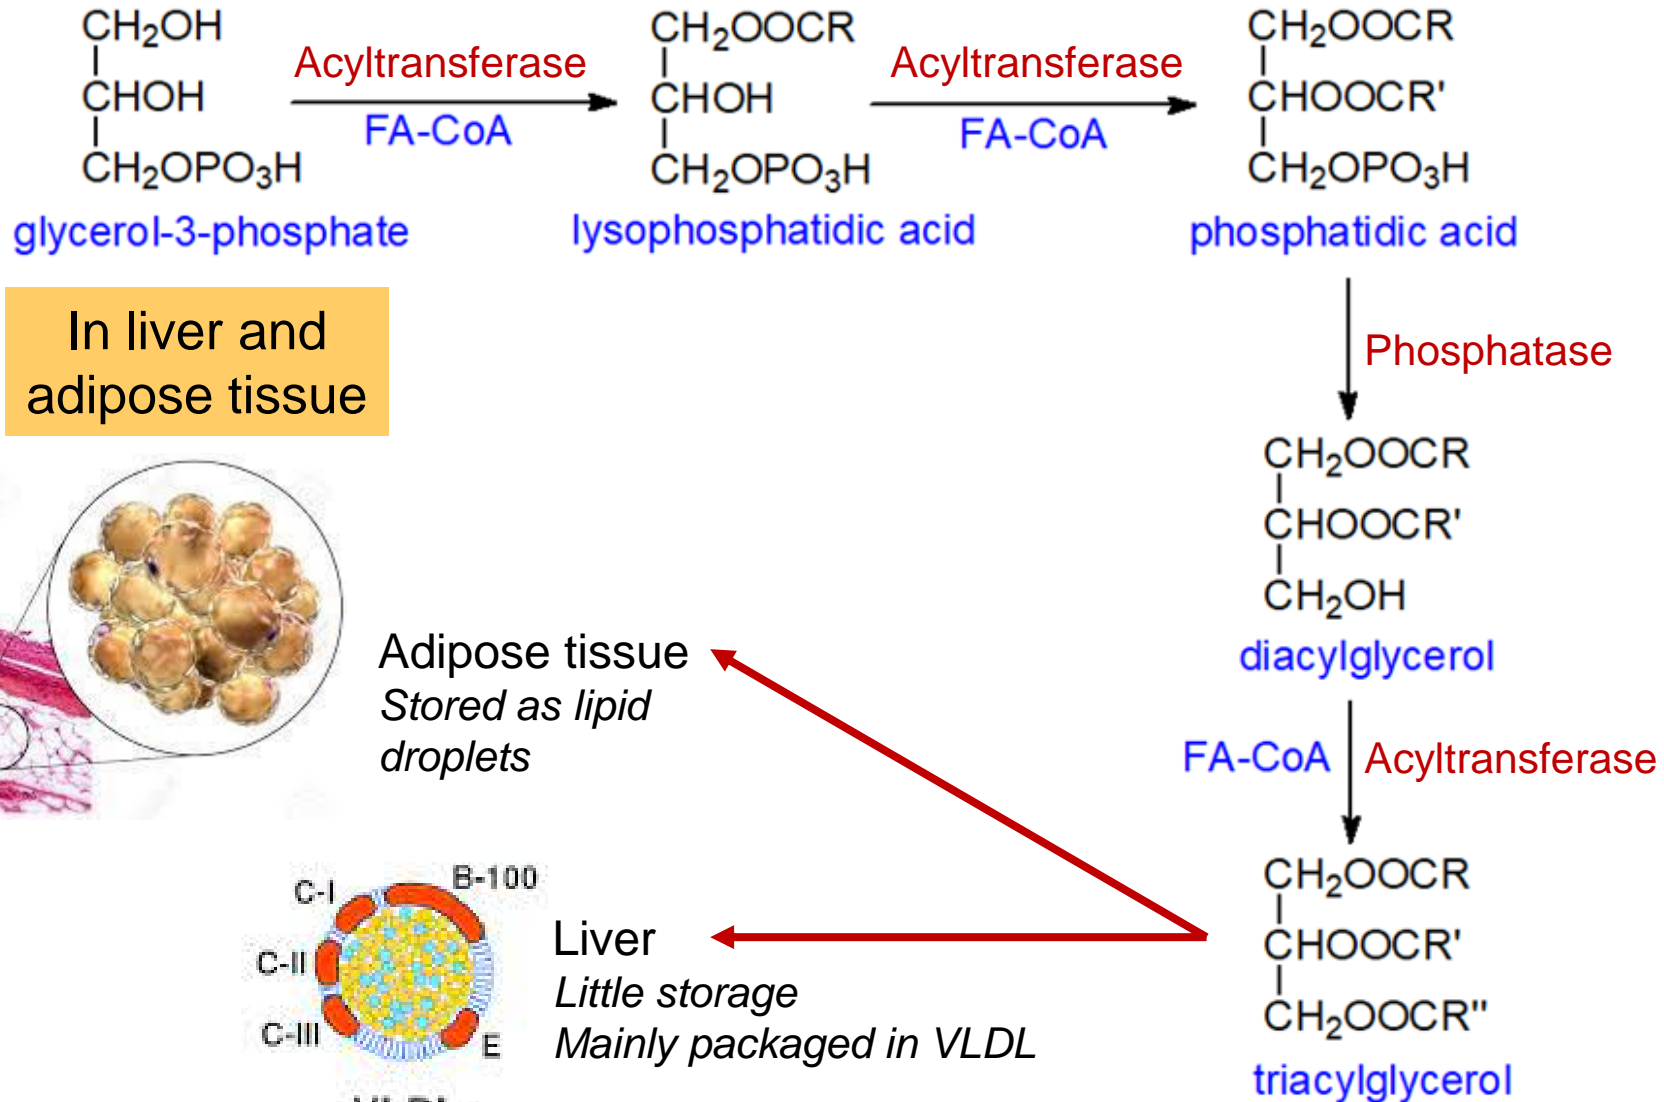 CH₂OH
CHOH
CH₂OPO₃H
glycerol-3-phosphate
Acyltransferase
FA-CoA
CH₂OOCR
CHOH
CH₂OPO₃H
lysophosphatidic acid
Acyltransferase
FA-CoA
CH₂OOCR
CHOOCR'
CH₂OPO₃H
phosphatidic acid
In liver and
adipose tissue
Phosphatase
CH₂OOCR
CHOOCR'
CH₂OH
diacylglycerol
Adipose tissue
Stored as lipid
droplets
FA-CoA
Acyltransferase
CH₂OOCR
CHOOCR'
CH₂OOCR"
triacylglycerol
C-I
B-100
C-II
C-III
E
Liver
Little storage
Mainly packaged in VLDL